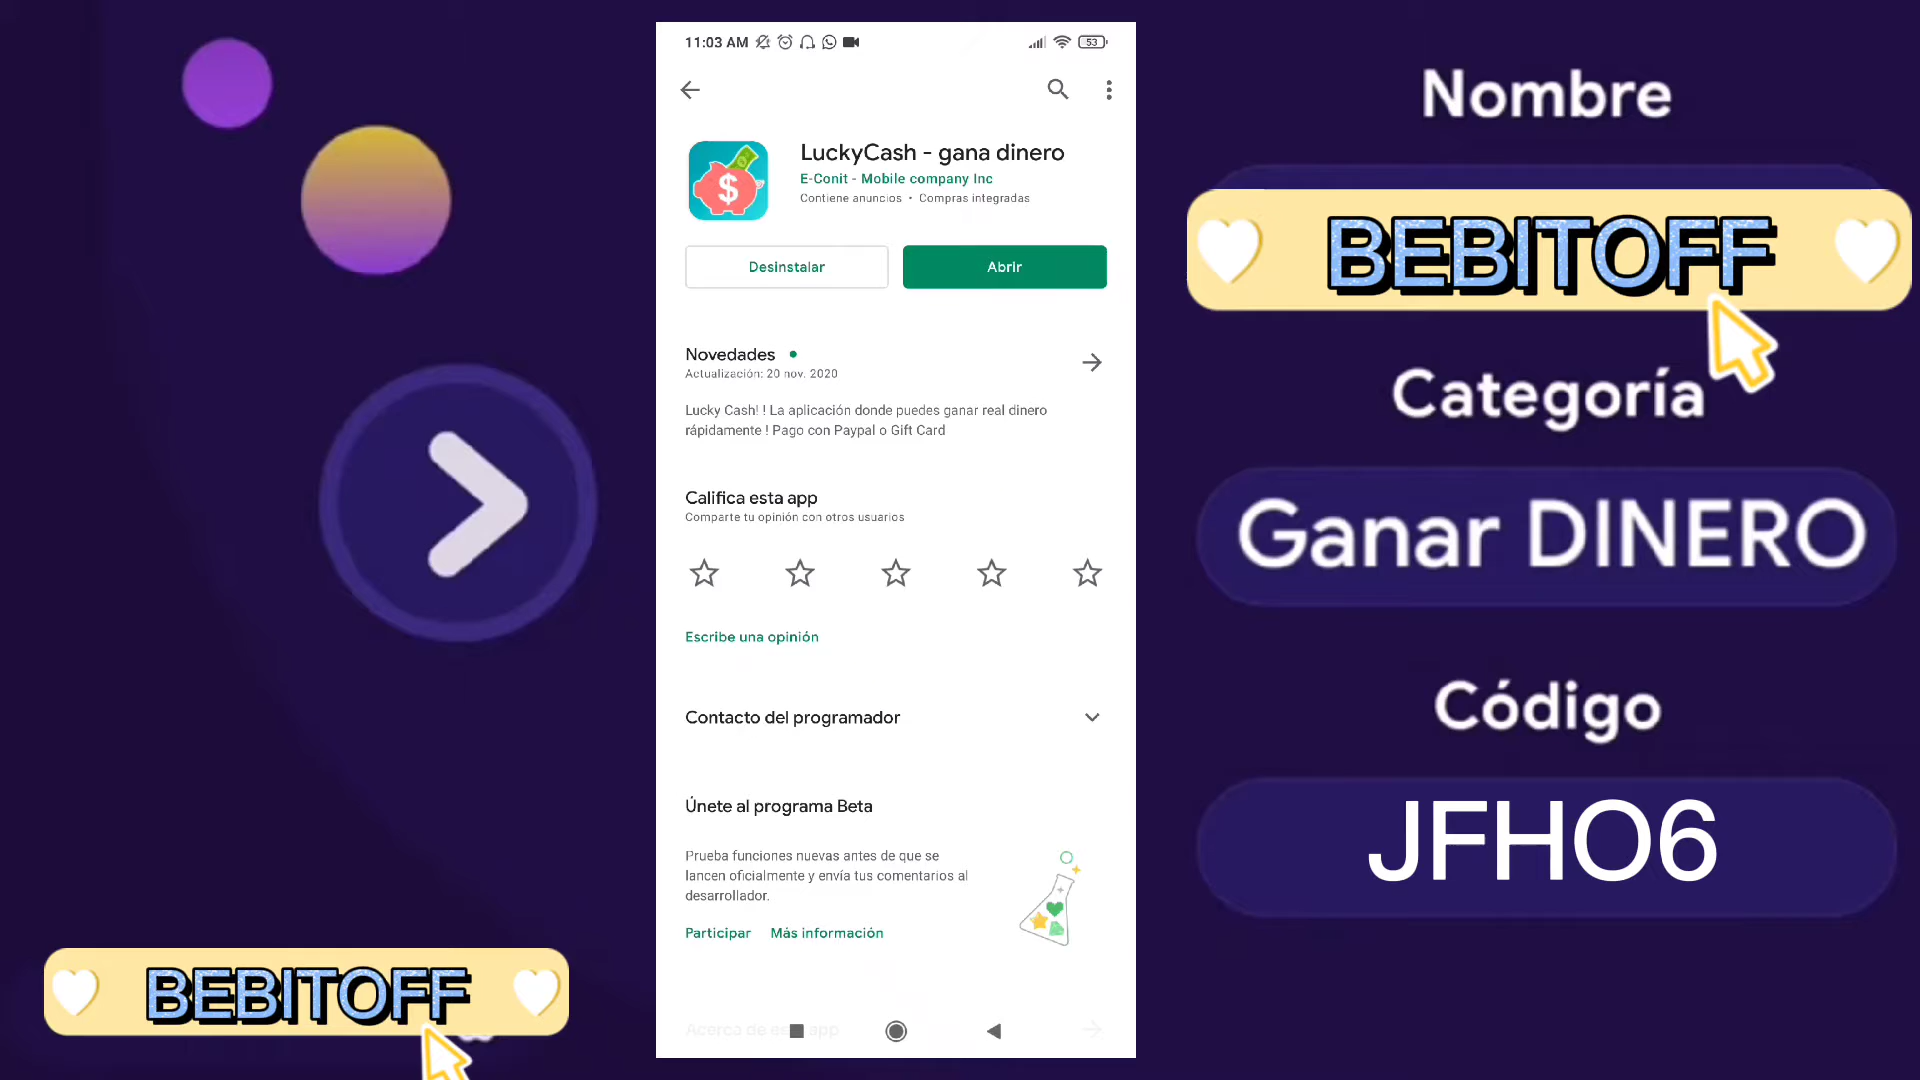 11:03 AM
53
LuckyCash - gana dinero
E-Conit - Mobile company Inc
Contiene anuncios • Compras integradas
Desinstalar
Abrir
Novedades
Actualización: 20 nov. 2020
Lucky Cash! ! La aplicación donde puedes ganar real dinero
rápidamente ! Pago con Paypal o Gift Card
Califica esta app
Comparte tu opinión con otros usuarios
Escribe una opinión
Contacto del programador
Únete al programa Beta
Prueba funciones nuevas antes de que se
lancen oficialmente y envía tus comentarios al
desarrollador.
Participar
Más información
Acerca de app
Nombre
BEBITOFF
Categoría
Ganar DINERO
Código
JFHO6
BEBITOFF